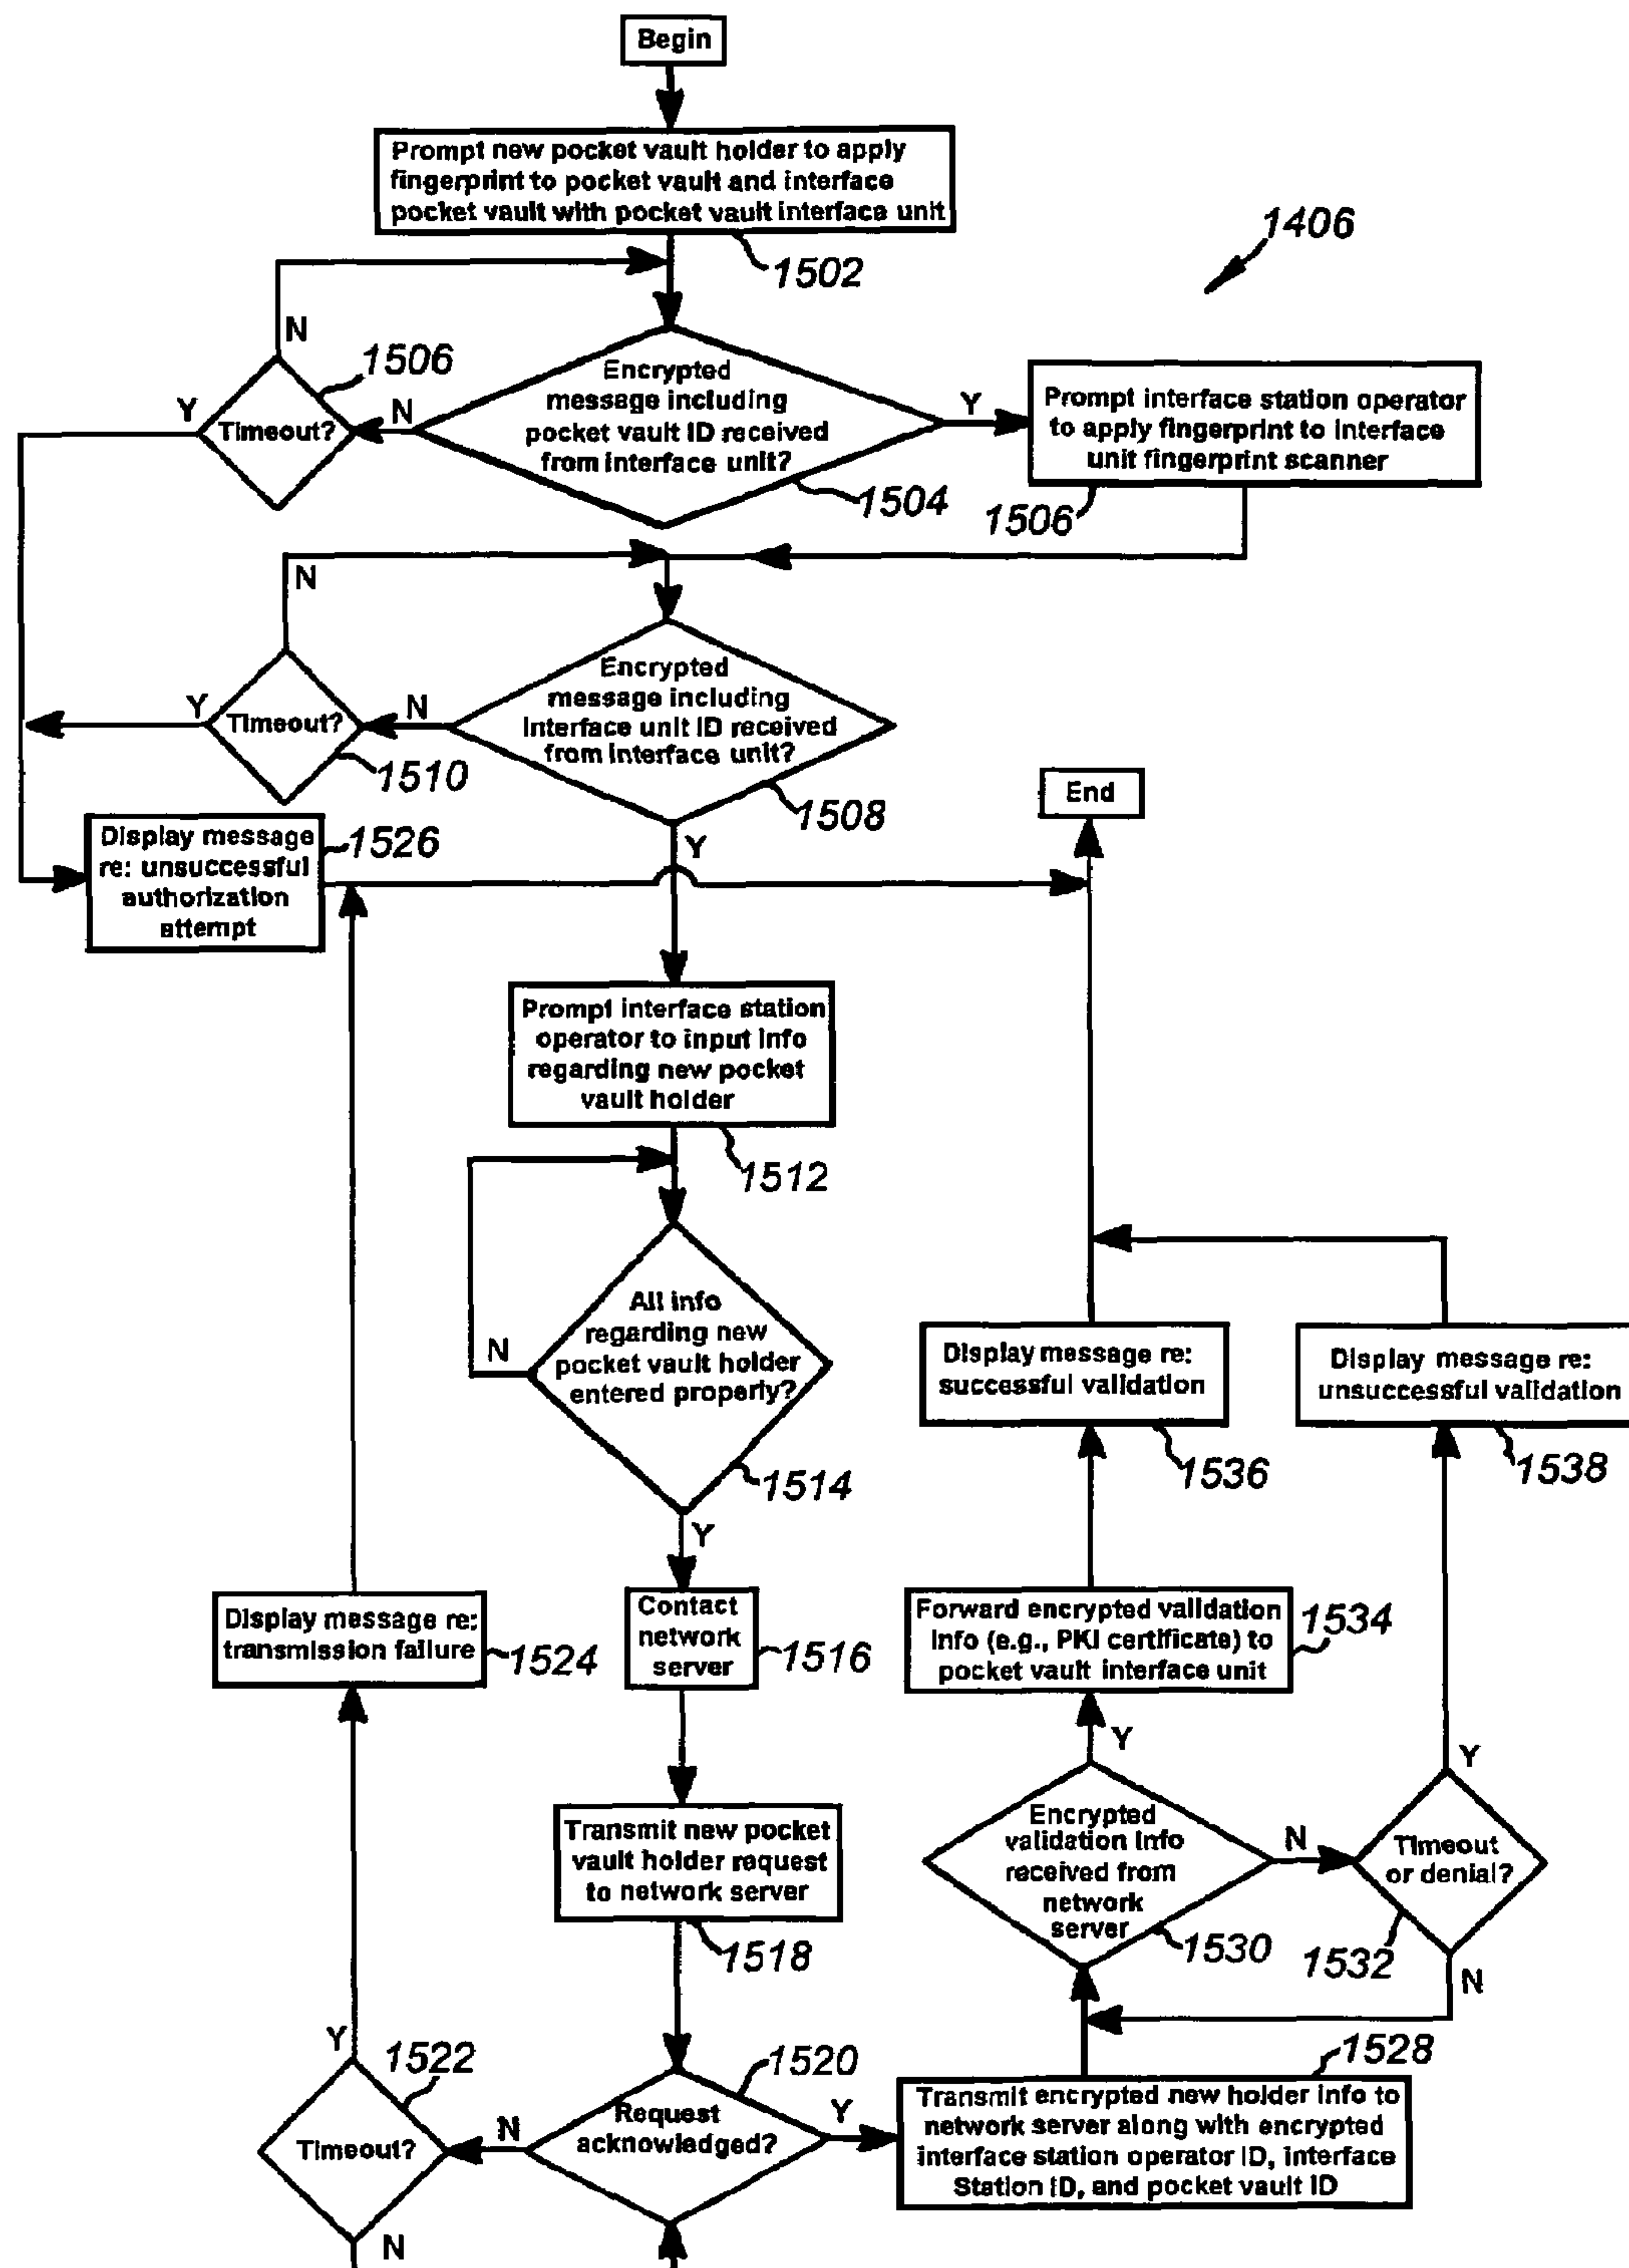 Begin
Prompt new pocket vault holder to apply
fingerprint to pocket vault and interface
pocket vault with pocket vault interface unit
1502
1406
N
1506
Y
Timeout?
N
Encrypted
message including
pocket vault ID received
from interface unit?
1504
Y
Prompt interface station operator
to apply fingerprint to interface
unit fingerprint scanner
1506
N
Y
Timeout?
1510
N
Encrypted
message including
interface unit ID received
from interface unit?
1508
Y
End
Display message
re: unsuccessful
authorization
attempt
1526
Prompt interface station
operator to input info
regarding new pocket
vault holder
1512
N
All info
regarding new
pocket vault holder
entered properly?
1514
Y
Display message re:
successful validation
1536
Display message re:
unsuccessful validation
1538
Display message re:
transmission failure
1524
Contact
network
server
1516
Forward encrypted validation
info (e.g., PKI certificate) to
pocket vault interface unit
1534
Y
Y
Transmit new pocket
vault holder request
to network server
1518
Encrypted
validation info
received from
network
server
1530
N
Timeout
or denial?
1532
N
Y
1522
Timeout?
N
N
Request
acknowledged?
1520
Y
1528
Transmit encrypted new holder info to
network server along with encrypted
interface station operator ID, interface
Station ID, and pocket vault ID